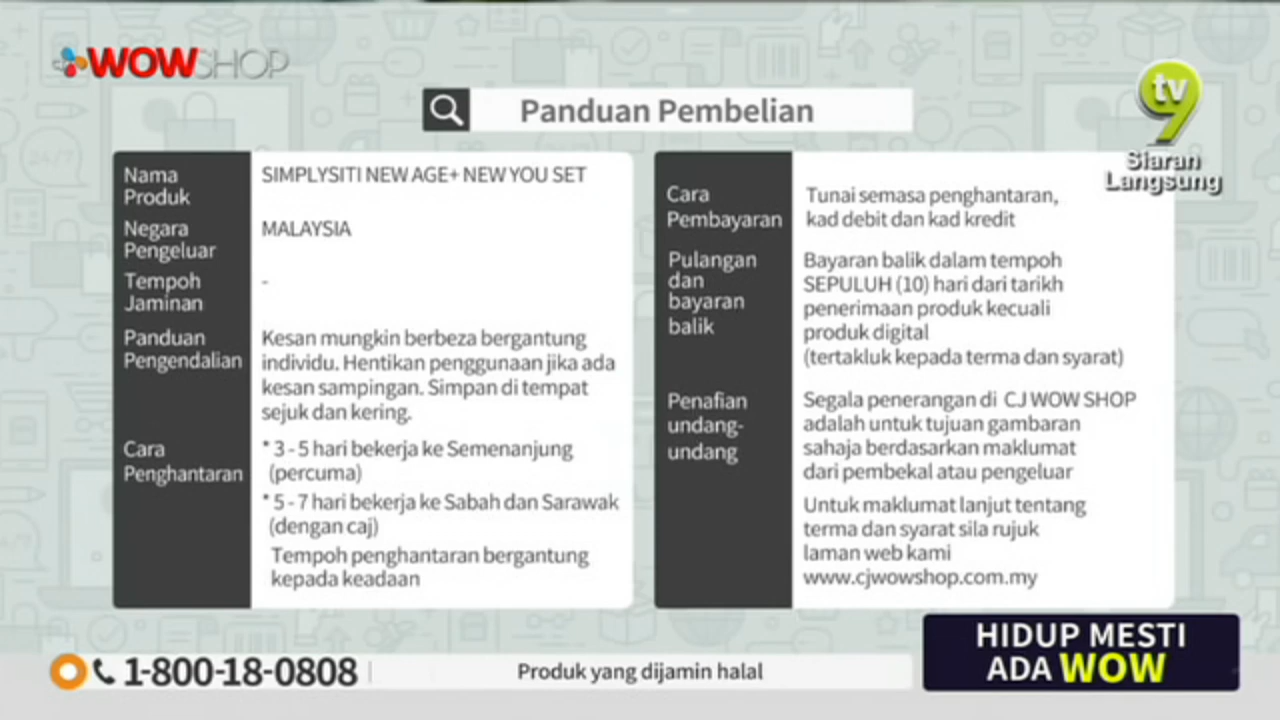 WOWSHOP
tv9
Siaran
Langsung
Panduan Pembelian
Nama
Produk
SIMPLYSITI NEW AGE+ NEW YOU SET
Negara
Pengeluar
MALAYSIA
Tempoh
Jaminan
-
Panduan
Pengendalian
Kesan mungkin berbeza bergantung
individu. Hentikan penggunaan jika ada
kesan sampingan. Simpan di tempat
sejuk dan kering.
Cara
Penghantaran
* 3 - 5 hari bekerja ke Semenanjung
(percuma)
* 5 - 7 hari bekerja ke Sabah dan Sarawak
(dengan caj)
Tempoh penghantaran bergantung
kepada keadaan
Cara
Pembayaran
Tunai semasa penghantaran,
kad debit dan kad kredit
Pulangan
dan
bayaran
balik
Bayaran balik dalam tempoh
SEPULUH (10) hari dari tarikh
penerimaan produk kecuali
produk digital
(tertakluk kepada terma dan syarat)
Penafian
undang-
undang
Segala penerangan di CJ WOW SHOP
adalah untuk tujuan gambaran
sahaja berdasarkan maklumat
dari pembekal atau pengeluar
Untuk maklumat lanjut tentang
terma dan syarat sila rujuk
laman web kami
www.cjwowshop.com.my
1-800-18-0808
Produk yang dijamin halal
HIDUP MESTI
ADA WOW